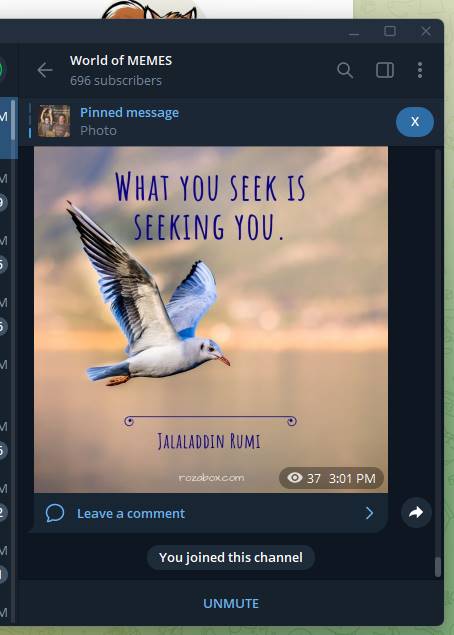 World of MEMES
696 subscribers
Pinned message
Photo
X
WHAT YOU SEEK IS
SEEKING YOU.
JALALADDIN RUMI
rozabox.com
37 3:01 PM
Leave a comment
You joined this channel
UNMUTE